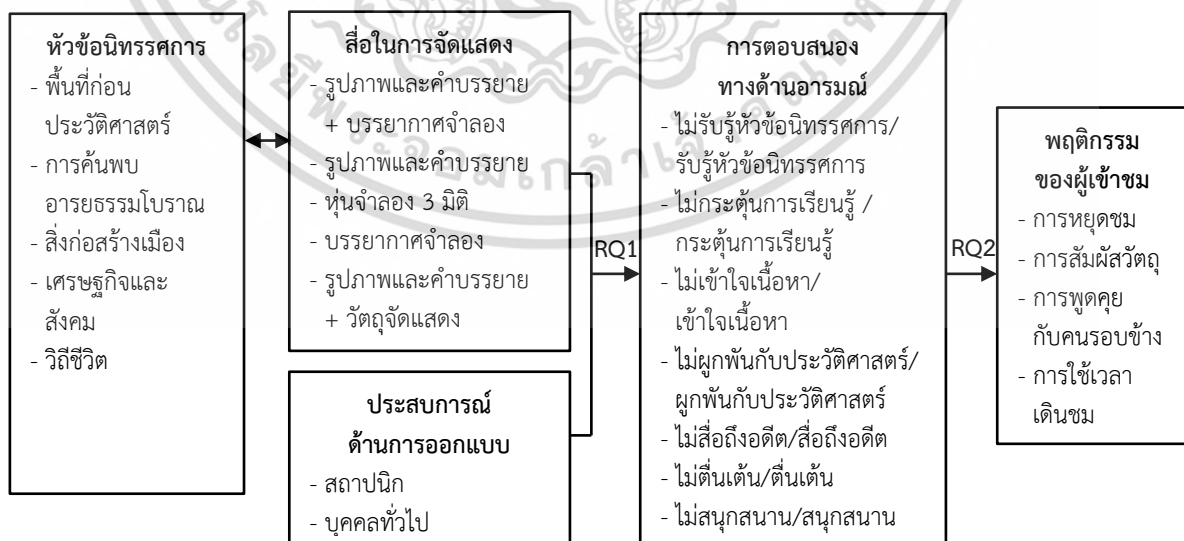 หัวข้อนิทรรศการ
- พื้นที่ก่อน
ประวัติศาสตร์
- การค้นพบ
อารยธรรมโบราณ
- สิ่งก่อสร้างเมือง
- เศรษฐกิจและ
สังคม
- วิถีชีวิต
สื่อในการจัดแสดง
- รูปภาพและคำบรรยาย
+ บรรยากาศจำลอง
- รูปภาพและคำบรรยาย
- หุ่นจำลอง 3 มิติ
- บรรยากาศจำลอง
- รูปภาพและคำบรรยาย
+ วัตถุจัดแสดง
ประสบการณ์
ด้านการออกแบบ
- สถาปนิก
- บุคคลทั่วไป
RQ1
การตอบสนอง
ทางด้านอารมณ์
- ไม่รับรู้หัวข้อนิทรรศการ/
รับรู้หัวข้อนิทรรศการ
- ไม่กระตุ้นการเรียนรู้ /
กระตุ้นการเรียนรู้
- ไม่เข้าใจเนื้อหา/
เข้าใจเนื้อหา
- ไม่ผูกพันกับประวัติศาสตร์/
ผูกพันกับประวัติศาสตร์
- ไม่สื่อถึงอดีต/สื่อถึงอดีต
- ไม่ตื่นเต้น/ตื่นเต้น
- ไม่สนุกสนาน/สนุกสนาน
RQ2
พฤติกรรม
ของผู้เข้าชม
- การหยุดชม
- การสัมผัสวัตถุ
- การพูดคุย
กับคนรอบข้าง
- การใช้เวลา
เดินชม